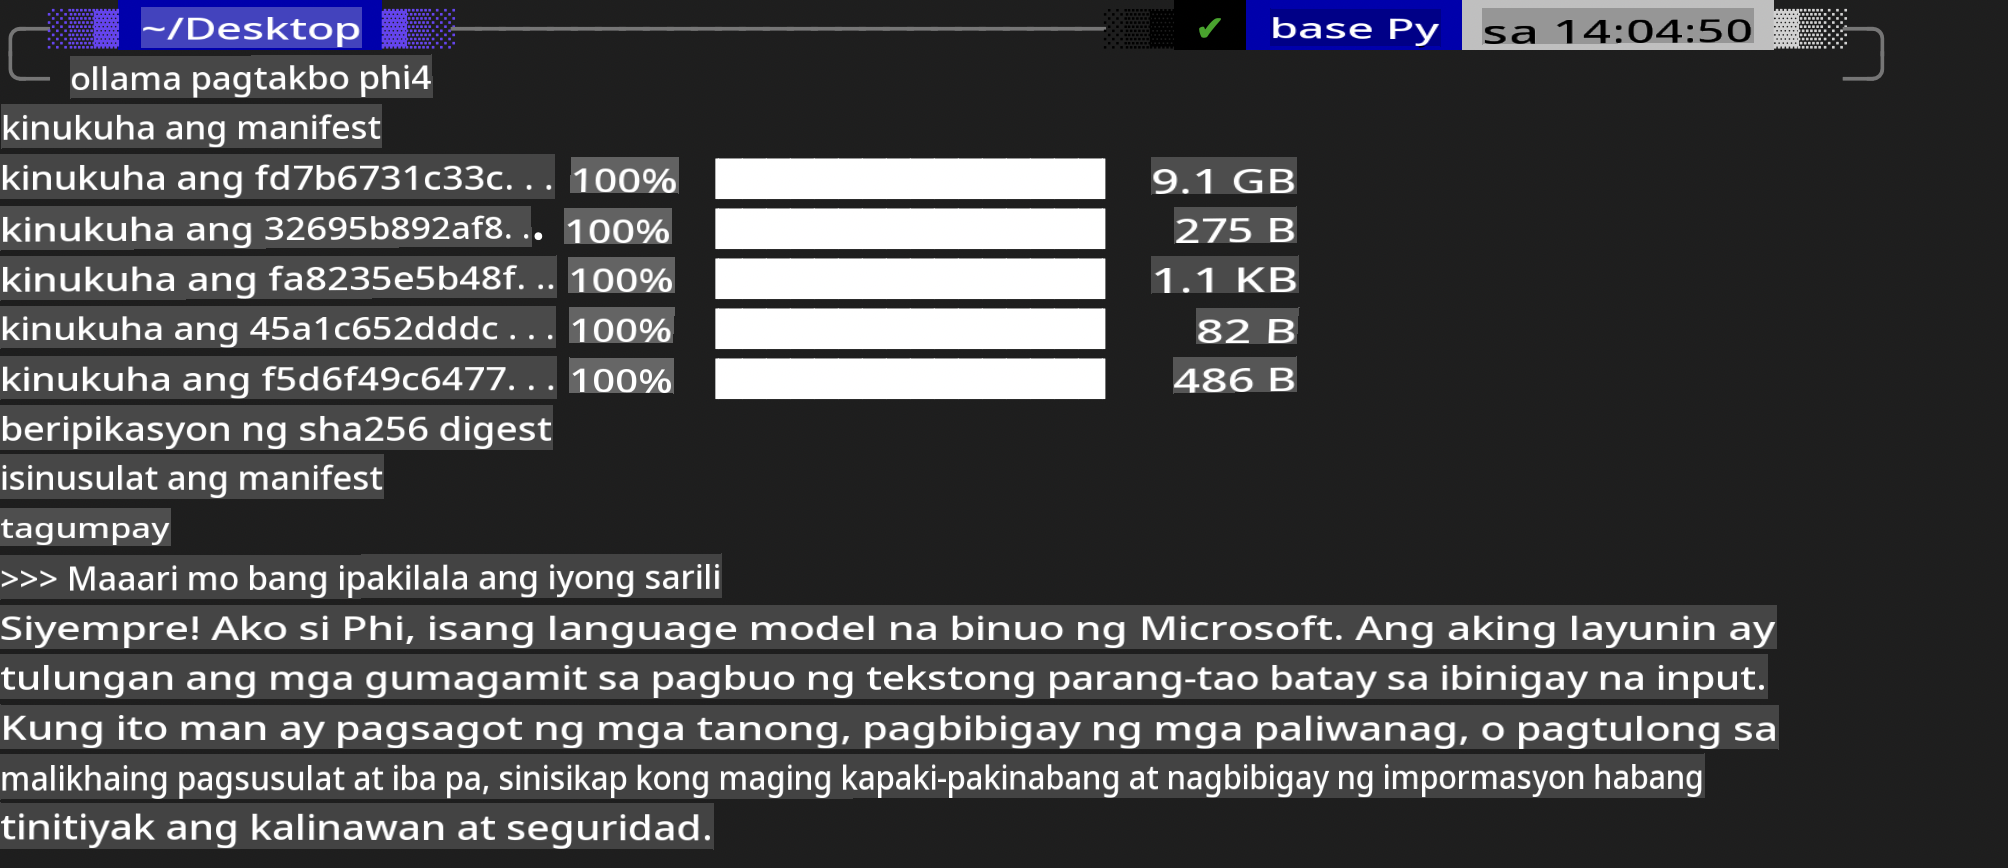 ~/Desktop ✔ base Py sa 14:04:50
ollama pagtakbo phi4
kinukuha ang manifest
kinukuha ang fd7b6731c33c. . . 100% 9.1 GB
kinukuha ang 32695b892af8. . . 100% 275 B
kinukuha ang fa8235e5b48f. .. 100% 1.1 KB
kinukuha ang 45a1c652dddc . . . 100% 82 B
kinukuha ang f5d6f49c6477. . . 100% 486 B
beripikasyon ng sha256 digest
isinusulat ang manifest
tagumpay
>>> Maaari mo bang ipakilala ang iyong sarili
Siyempre! Ako si Phi, isang language model na binuo ng Microsoft. Ang aking layunin ay
tulungan ang mga gumagamit sa pagbuo ng tekstong parang-tao batay sa ibinigay na input.
Kung ito man ay pagsagot ng mga tanong, pagbibigay ng mga paliwanag, o pagtulong sa
malikhaing pagsusulat at iba pa, sinisikap kong maging kapaki-pakinabang at nagbibigay ng impormasyon habang
tinitiyak ang kalinawan at seguridad.